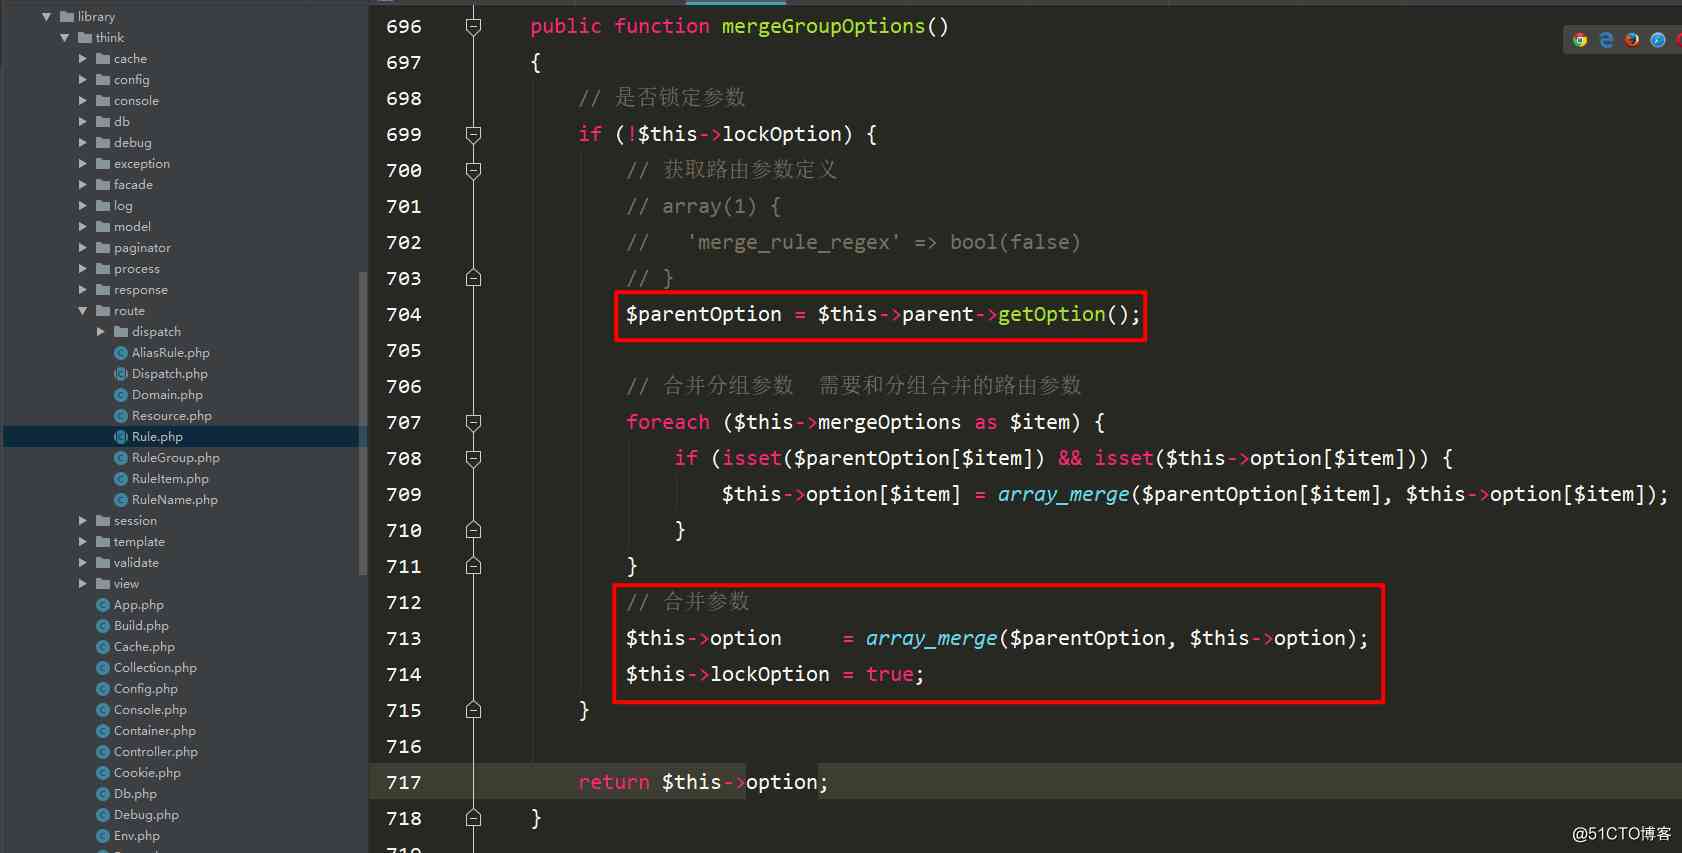 library
think
cache
config
console
db
debug
exception
facade
log
model
paginator
process
response
route
dispatch
AliasRule.php
Dispatch.php
Domain.php
Resource.php
Rule.php
RuleGroup.php
RuleItem.php
RuleName.php
session
template
validate
view
App.php
Build.php
Cache.php
Collection.php
Config.php
Console.php
Container.php
Controller.php
Cookie.php
Db.php
Debug.php
Env.php
696 public function mergeGroupOptions()
697 {
698 // 是否锁定参数
699 if (!$this->lockOption) {
700 // 获取路由参数定义
701 // array(1) {
702 //   'merge_rule_regex' => bool(false)
703 // }
704 $parentOption = $this->parent->getOption();
705
706 // 合并分组参数  需要和分组合并的路由参数
707 foreach ($this->mergeOptions as $item) {
708 if (isset($parentOption[$item]) && isset($this->option[$item])) {
709 $this->option[$item] = array_merge($parentOption[$item], $this->option[$item]);
710 }
711 }
712 // 合并参数
713 $this->option     = array_merge($parentOption, $this->option);
714 $this->lockOption = true;
715 }
716
717 return $this->option;
718 }
@51CTO博客